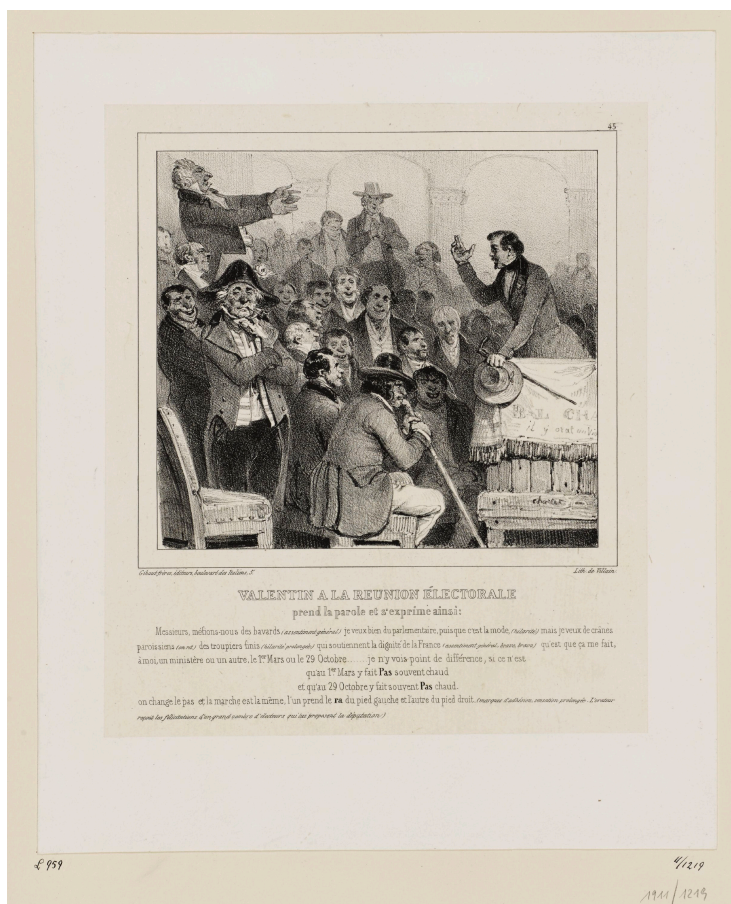 45
BAL CHA
il y etat
charlet
Gihaut frères, éditeurs, boulevart des Italiens, 5.
Lith. de Villain.
VALENTIN A LA REUNION ÉLECTORALE
prend la parole et s'exprime ainsi:
Messieurs, méfions-nous des bavards (assentiment général) je veux bien du parlementaire, puisque c'est la mode, (hilarité) mais je veux de crânes
paroissiens des troupiers finis (hilarité prolongée) qui soutiennent la dignité de la France (assentiment général, bravo, bravo) qu'est que ça me fait,
à moi, un ministère ou un autre, le 1er Mars ou le 29 Octobre..... je n'y vois point de différence, si ce n'est
qu'au 1er Mars y fait Pas souvent chaud
et qu'au 29 Octobre y fait souvent Pas chaud.
on change le pas et la marche est la même, l'un prend le ra du pied gauche et l'autre du pied droit. (marques d'adhésion, sensation prolongée. L'orateur
reçoit les félicitations d'un grand nombre d'électeurs qui lui proposent la députation!)
L 959
II/1219
1911/1219